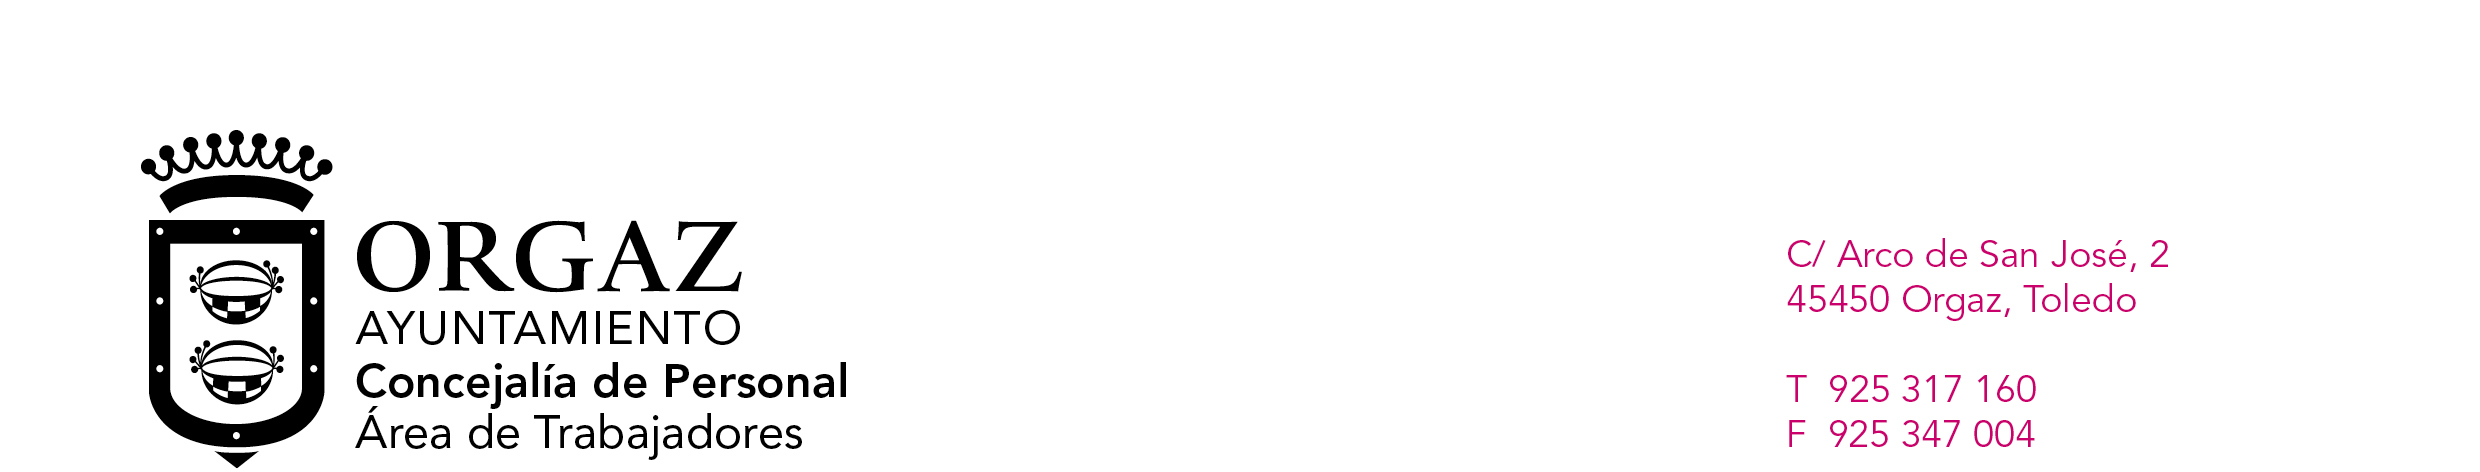 ORGAZ
AYUNTAMIENTO
Concejalía de Personal
Área de Trabajadores
C/ Arco de San José, 2
45450 Orgaz, Toledo
T 925 317 160
F 925 347 004